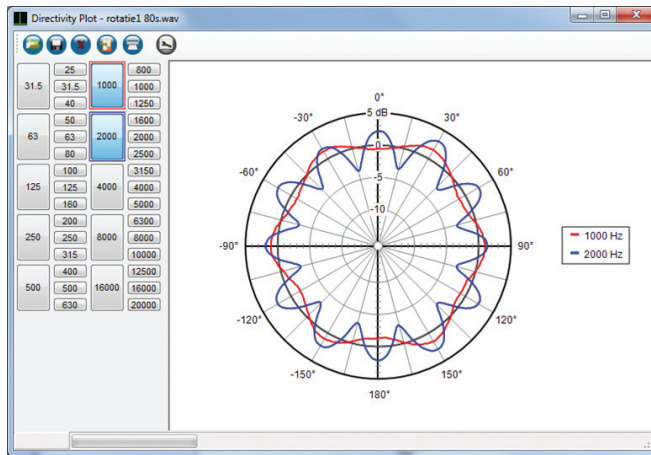 Directivity Plot - rotatie1 80s.wav
31.5 25 31.5 40 1000 800 1000 1250
63 50 63 80 2000 1600 2000 2500
125 100 125 160 4000 3150 4000 5000
250 200 250 315 8000 6300 8000 10000
500 400 500 630 16000 12500 16000 20000
0°
5 dB
-30° 30°
0
-60° 60°
-5
-10
-90° 90°
-120° 120°
-150° 150°
180°
1000 Hz
2000 Hz